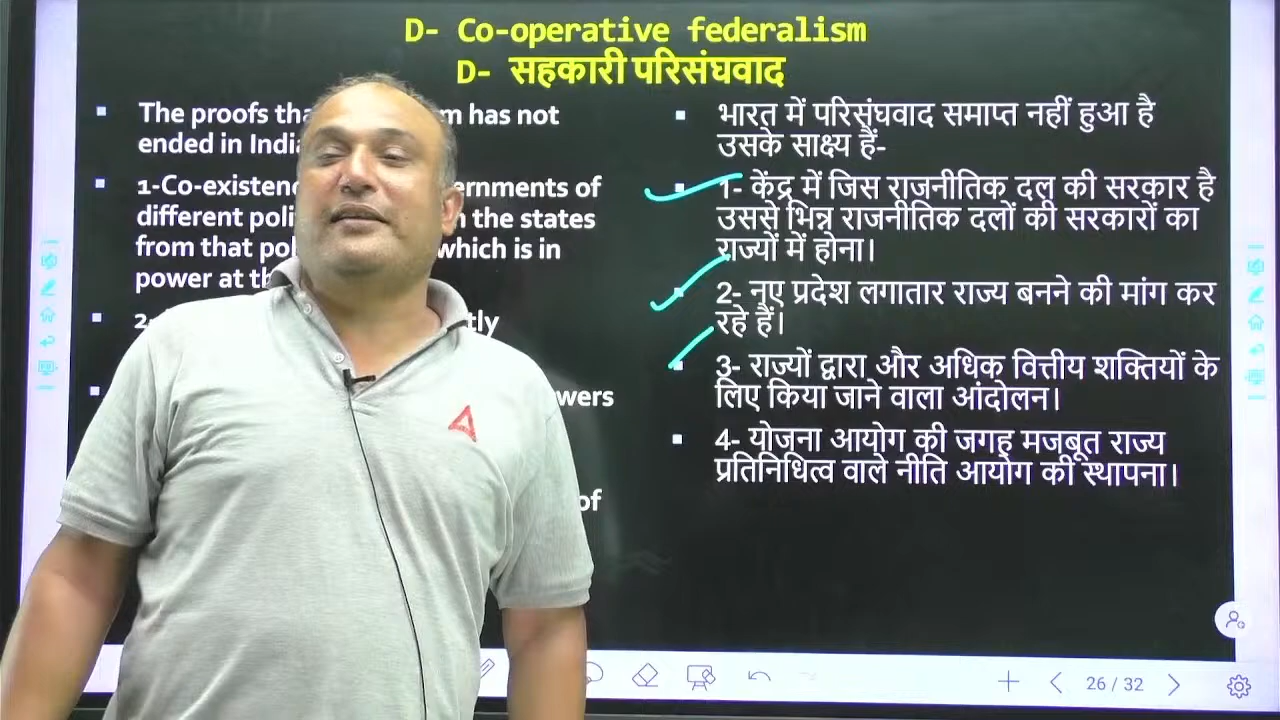 D- Co-operative federalism
D- सहकारी परिसंघवाद
The proofs has not
ended in
1-Co-existenc ernments of
different poli the states
from that pol which is in
power at
2- tly
wers
of
भारत में परिसंघवाद समाप्त नहीं हुआ है
उसके साक्ष्य हैं-
1- केंद्र में जिस राजनीतिक दल की सरकार है
उससे भिन्न राजनीतिक दलों की सरकारों का
राज्यों में होना।
2- नए प्रदेश लगातार राज्य बनने की मांग कर
रहे हैं।
3- राज्यों द्वारा और अधिक वित्तीय शक्तियों के
लिए किया जाने वाला आंदोलन।
4- योजना आयोग की जगह मजबूत राज्य
प्रतिनिधित्व वाले नीति आयोग की स्थापना।
26 / 32